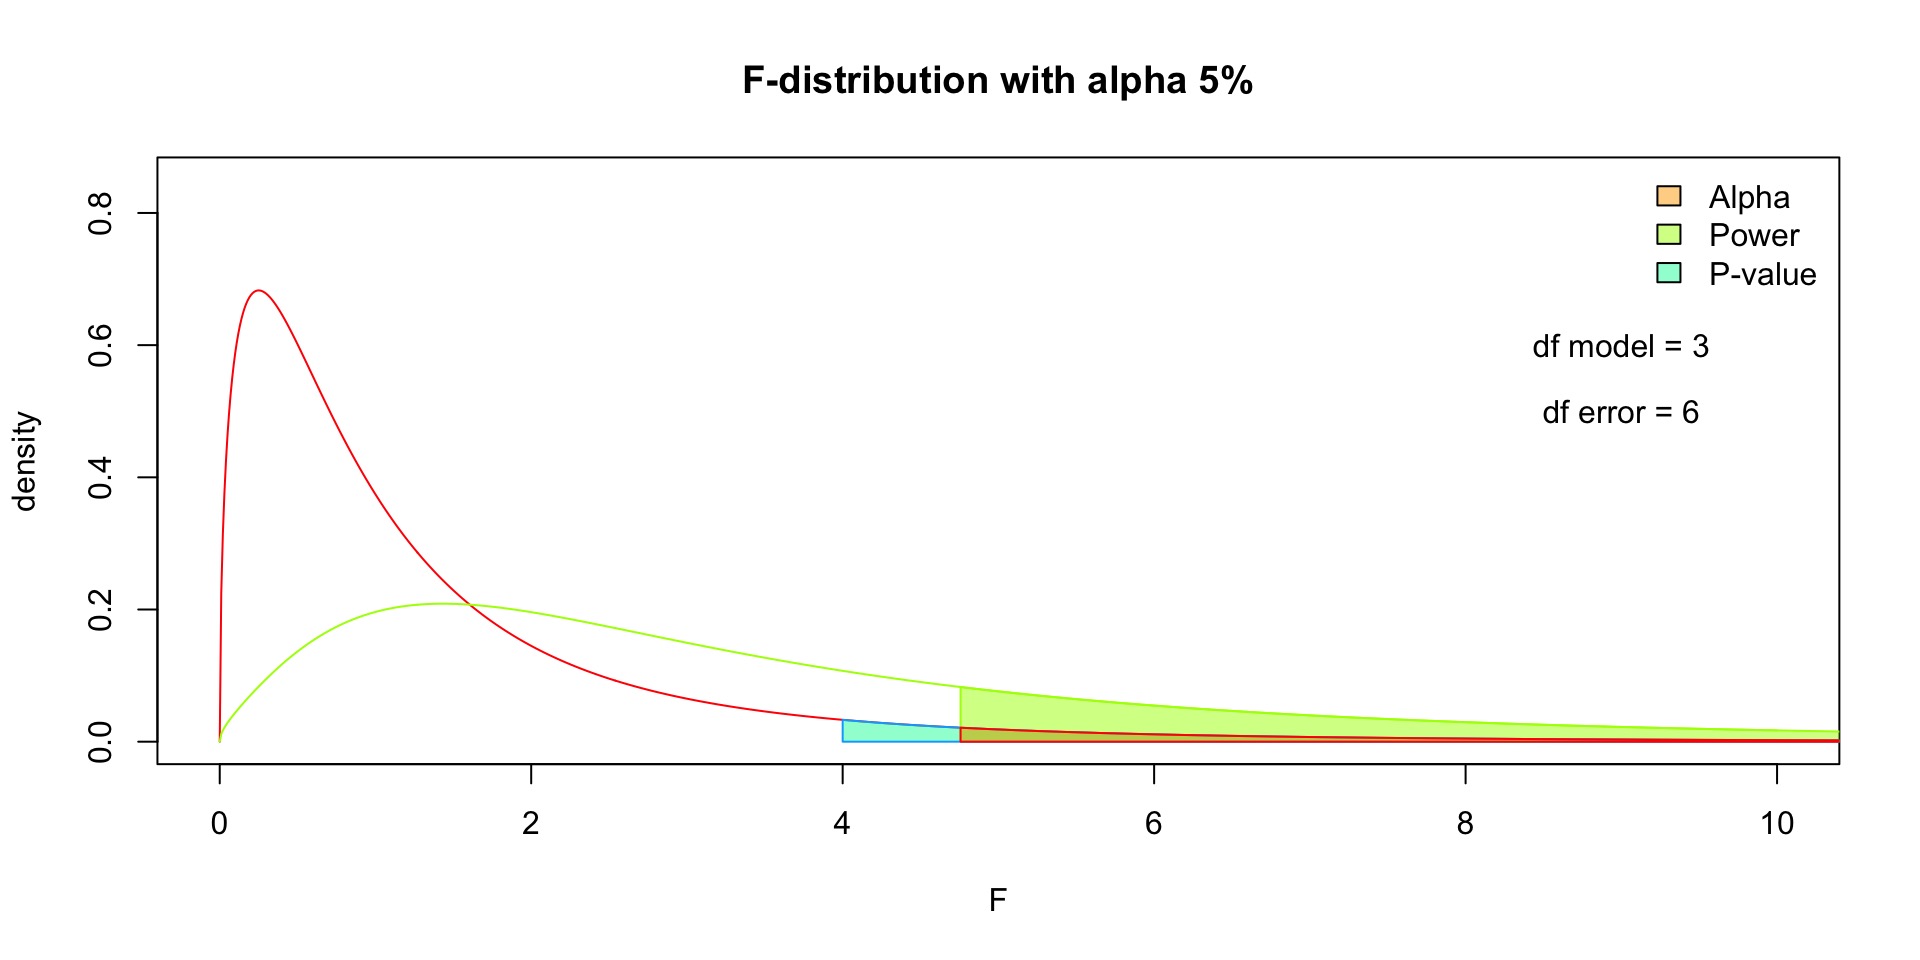 F-distribution with alpha 5%
Alpha
Power
P-value
df model = 3
df error = 6
density
0.8
0.6
0.4
0.2
0.0
0 2 4 6 8 10
F